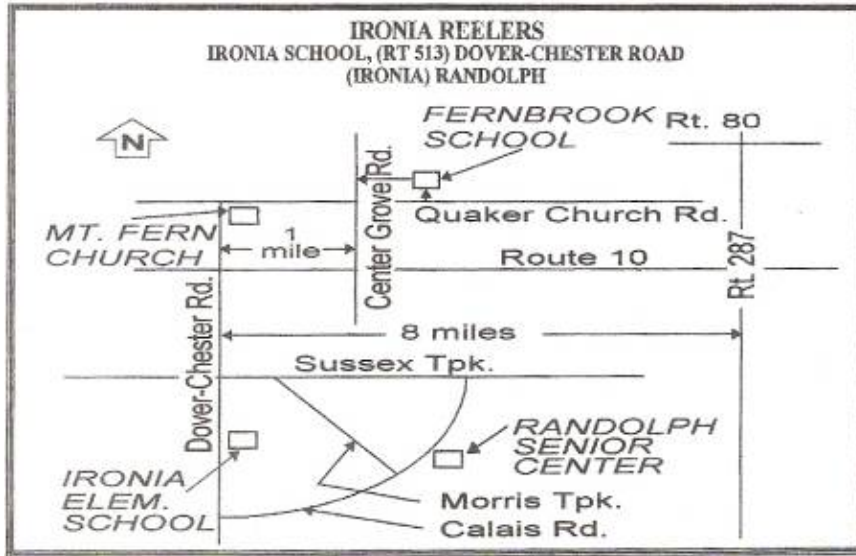 IRONIA REELERS
IRONIA SCHOOL, (RT 513) DOVER-CHESTER ROAD
(IRONIA) RANDOLPH
FERNBROOK
SCHOOL
Rt. 80
N
Center Grove Rd.
Quaker Church Rd.
MT. FERN
CHURCH
1
mile
Route 10
Rt. 287
Dover-Chester Rd.
8 miles
Sussex Tpk.
RANDOLPH
SENIOR
CENTER
IRONIA
ELEM.
SCHOOL
Morris Tpk.
Calais Rd.